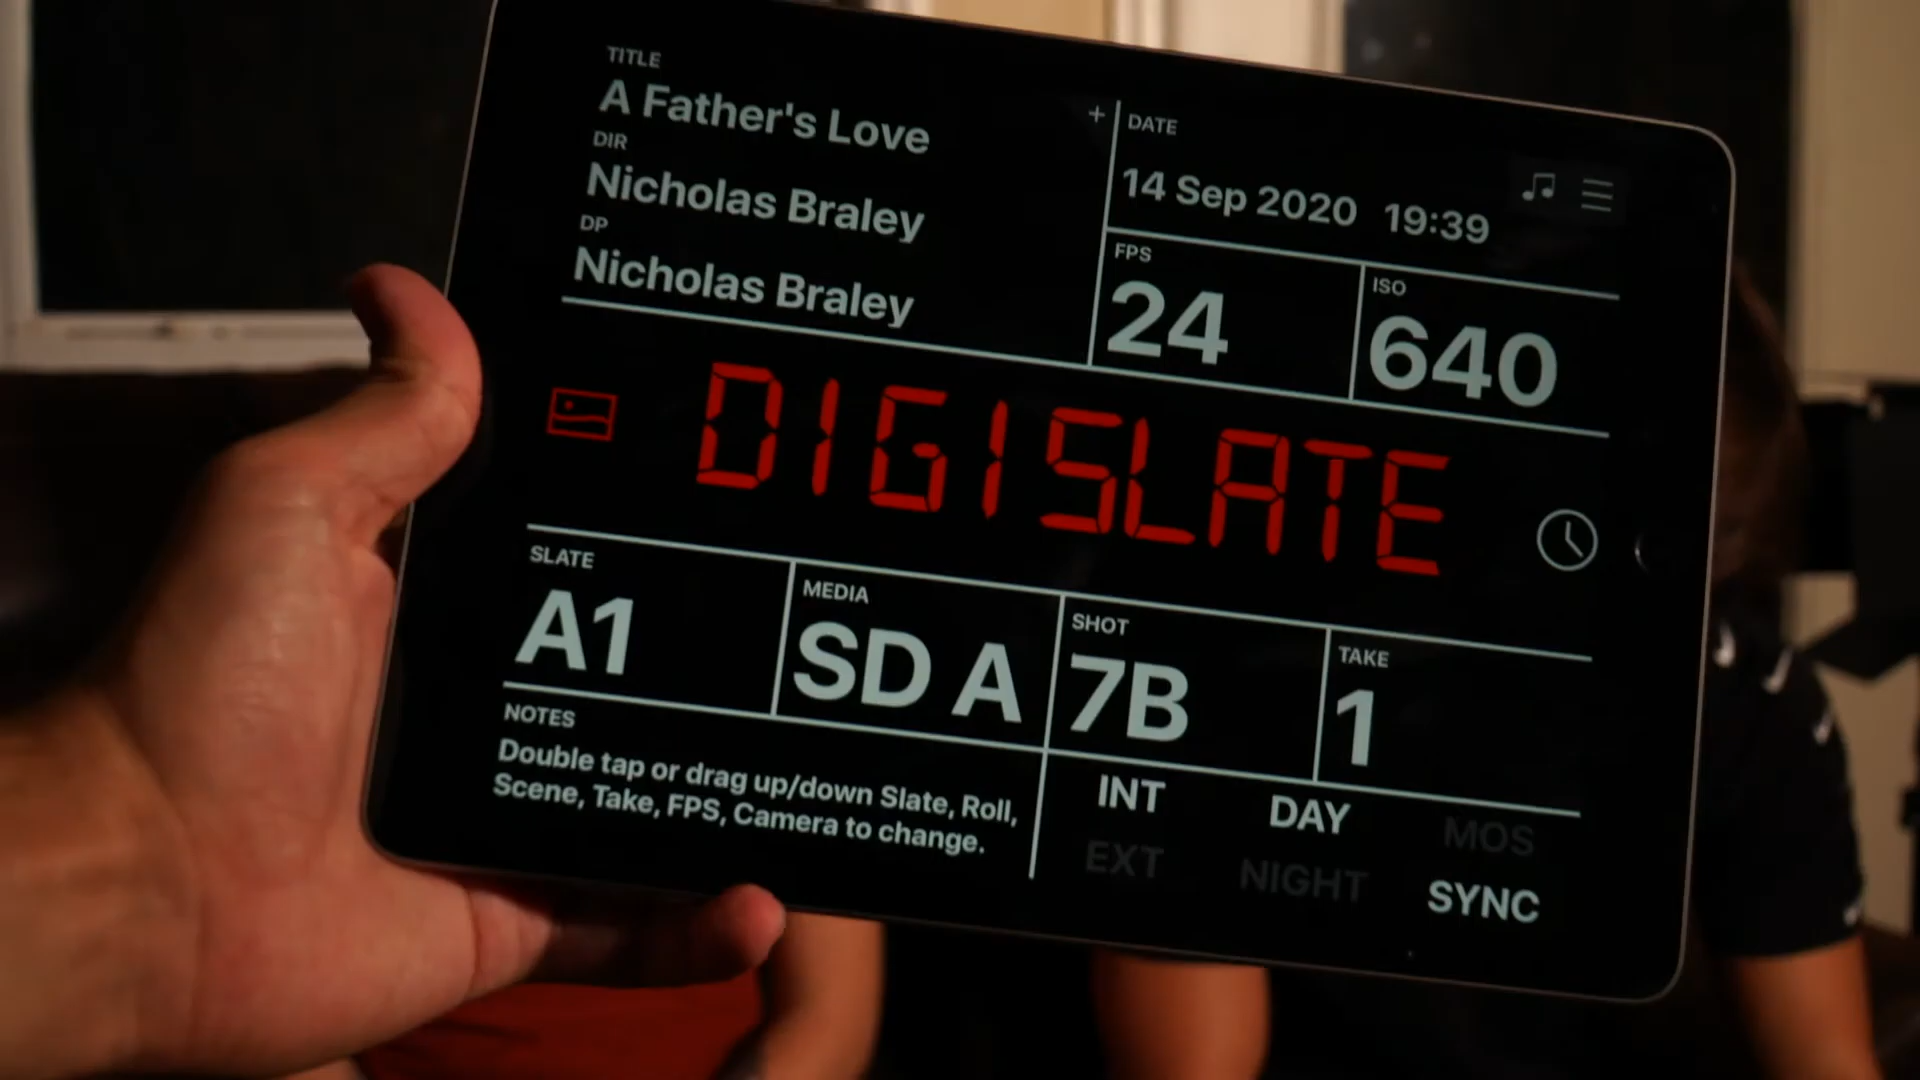 TITLE
A Father's Love
DIR
Nicholas Braley
DP
Nicholas Braley
+ DATE
14 Sep 2020 19:39
FPS
24
ISO
640
DIGISLATE
SLATE
A1
MEDIA
SD A
SHOT
7B
TAKE
1
NOTES
Double tap or drag up/down Slate, Roll,
Scene, Take, FPS, Camera to change.
INT DAY MOS
EXT NIGHT SYNC